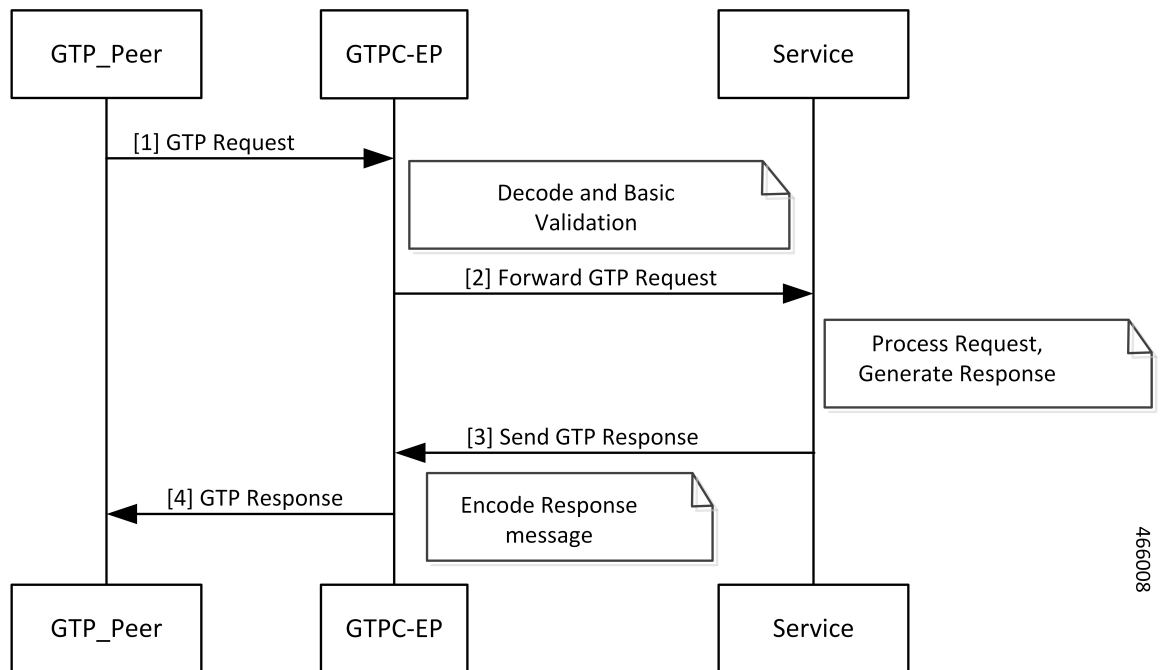 GTP_Peer
GTPC-EP
Service
[1] GTP Request
Decode and Basic
Validation
[2] Forward GTP Request
Process Request,
Generate Response
[3] Send GTP Response
[4] GTP Response
Encode Response
message
466008
GTP_Peer
GTPC-EP
Service